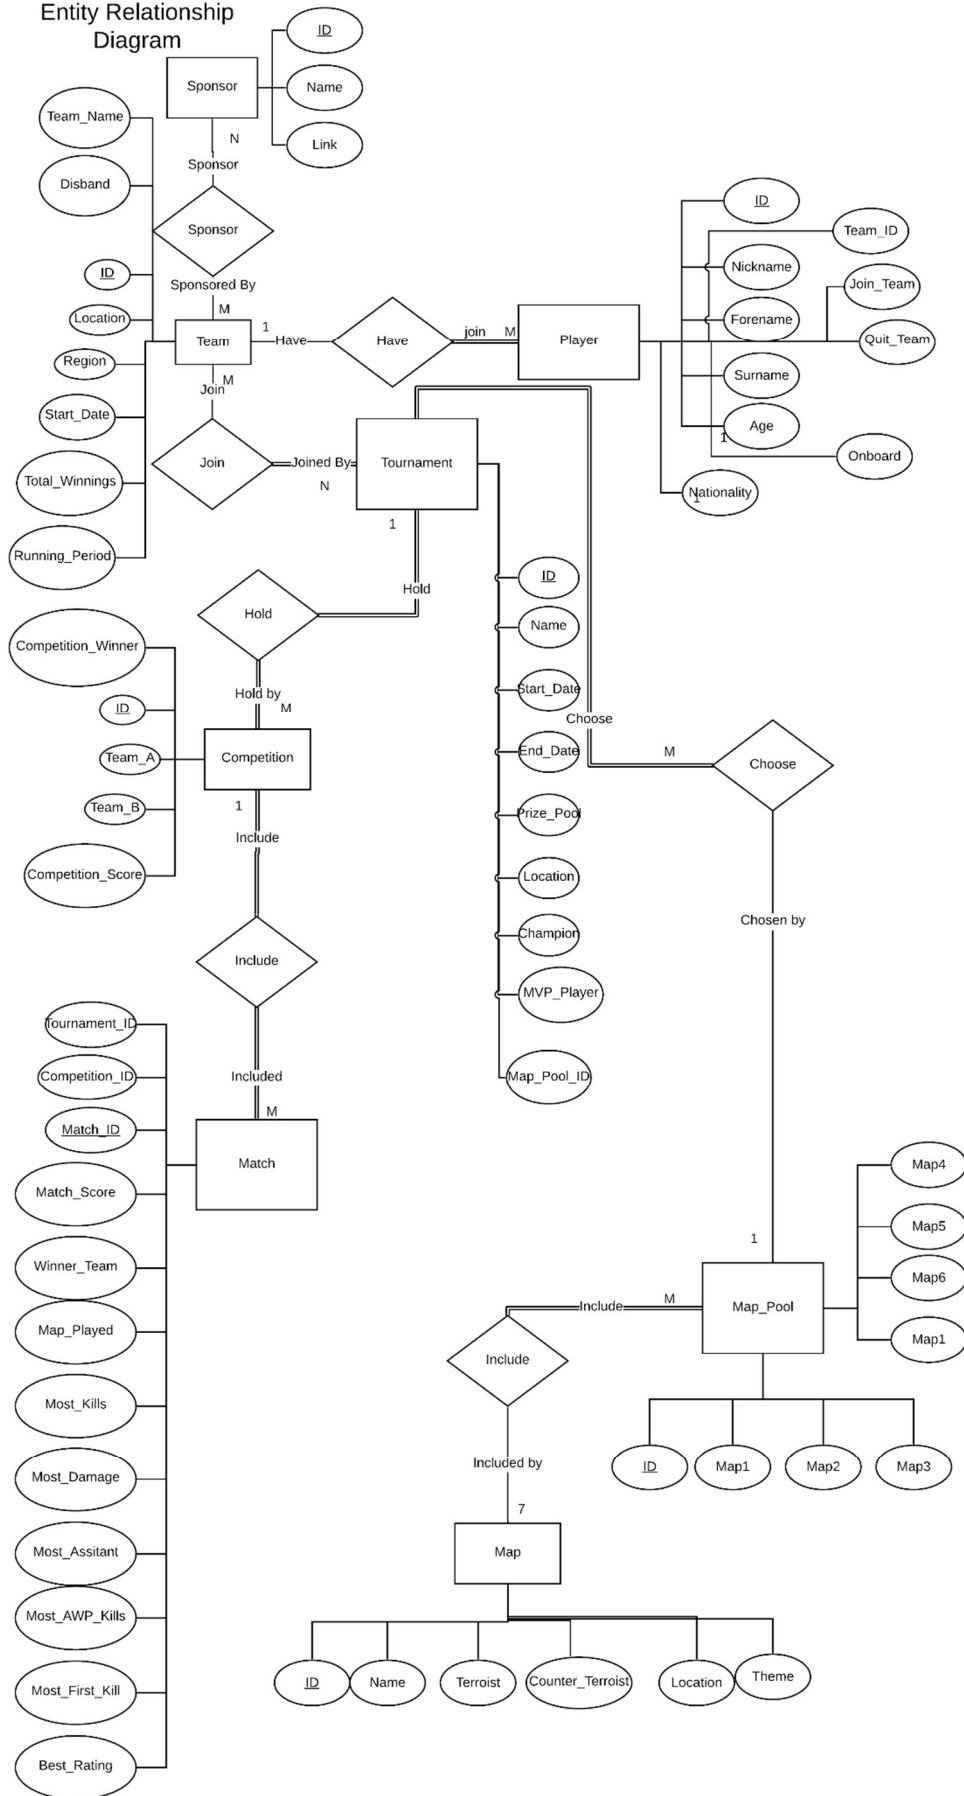 Entity Relationship
Diagram
ID
Sponsor
Name
Team_Name
Link
N
Sponsor
Disband
Sponsor
ID
Team_ID
ID
Nickname
Sponsored By
Join_Team
M
Location
Forename
1
Have
Have
join
M
Player
Team
Quit_Team
Region
M
Join
Surname
Start_Date
Age
1
Join
Joined By
Tournament
Onboard
Total_Winnings
N
Nationality
1
1
Running_Period
ID
Hold
Hold
Name
Competition_Winner
Hold by
M
Start_Date
ID
Choose
End_Date
M
Team_A
Competition
Choose
Team_B
1
Prize_Pool
Include
Competition_Score
Location
Chosen by
Champion
Include
MVP_Player
Tournament_ID
Competition_ID
Included
Map_Pool_ID
M
Match_ID
Match
Map4
Match_Score
Map5
1
Winner_Team
Map6
Include
M
Map_Pool
Map_Played
Map1
Include
Most_Kills
Included by
ID
Map1
Map2
Map3
Most_Damage
7
Most_Assitant
Map
Most_AWP_Kills
Most_First_Kill
ID
Name
Terroist
Counter_Terroist
Location
Theme
Best_Rating